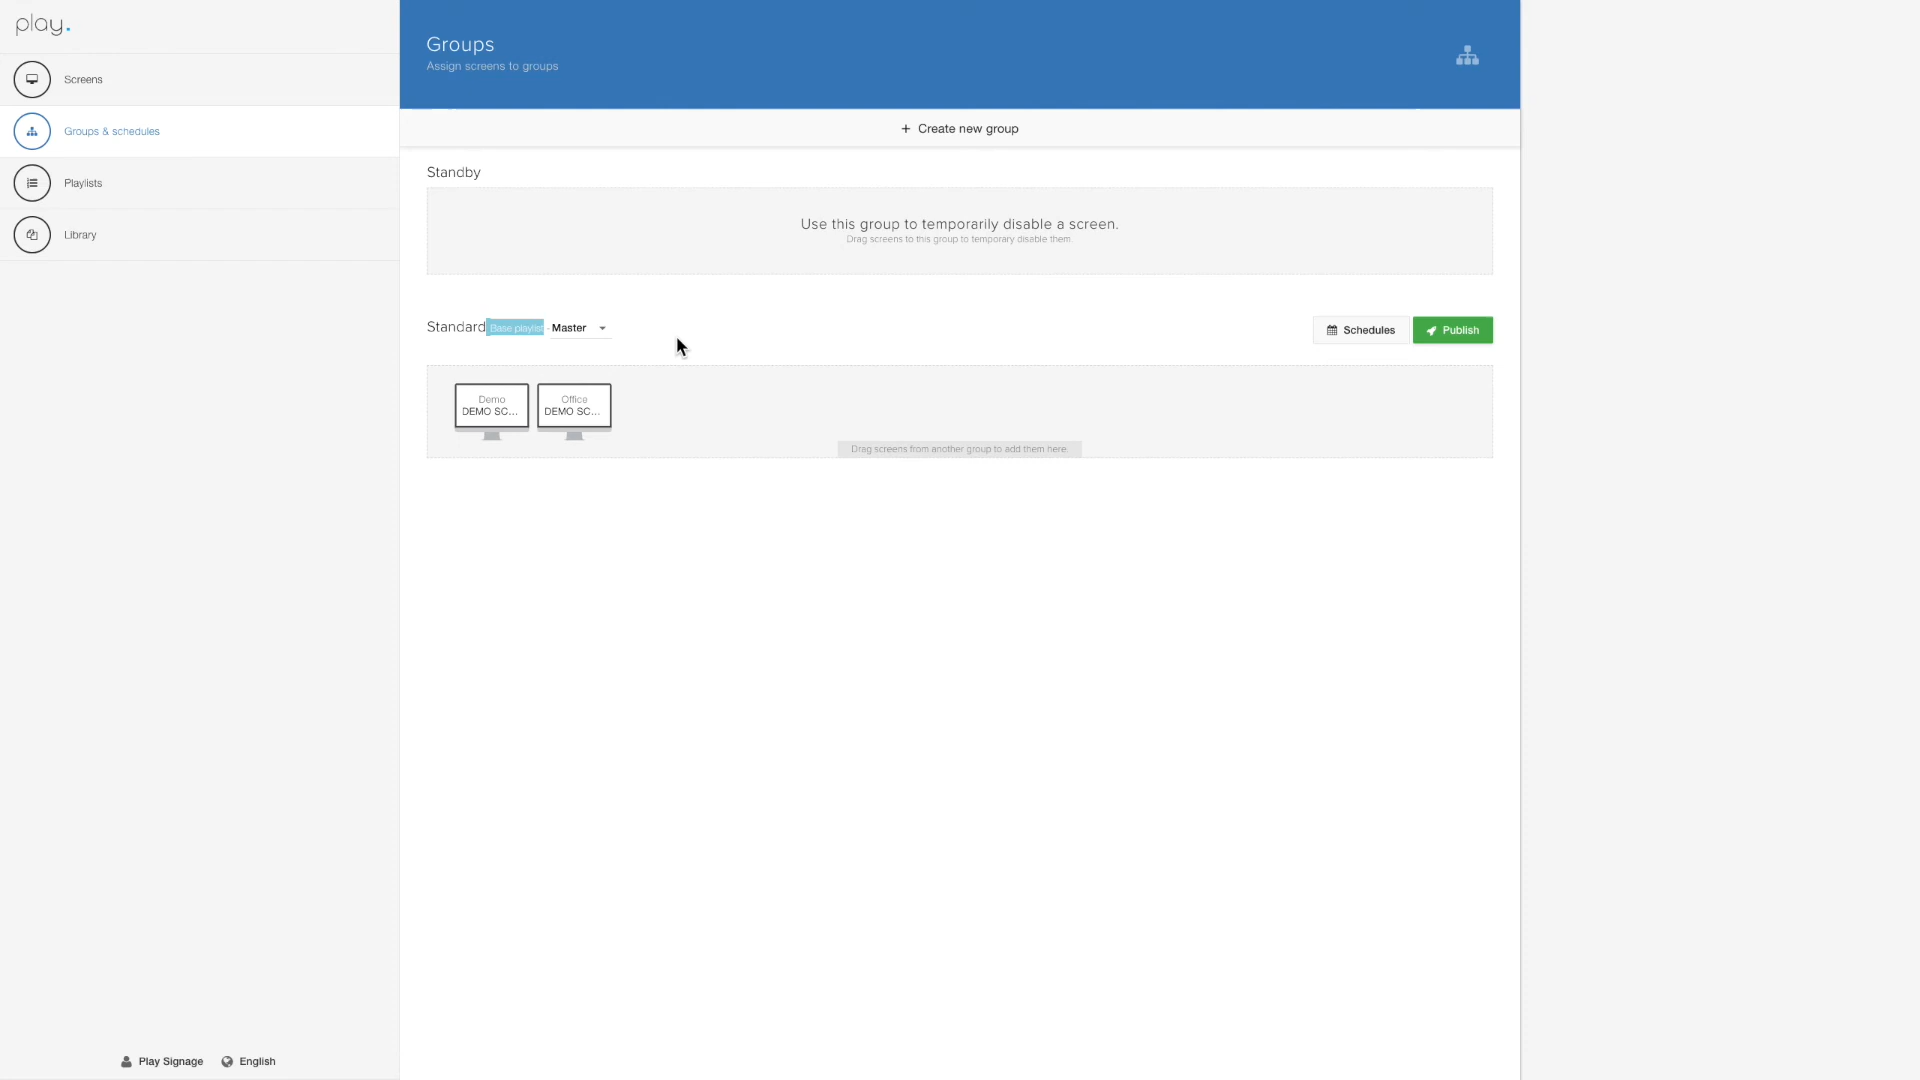 play.
Screens
Groups & schedules
Playlists
Library
Play Signage
English
Groups
Assign screens to groups
+ Create new group
Standby
Use this group to temporarily disable a screen.
Drag screens to this group to temporary disable them.
Standard Base playlist - Master
Schedules
Publish
Demo
DEMO SC...
Office
DEMO SC...
Drag screens from another group to add them here.